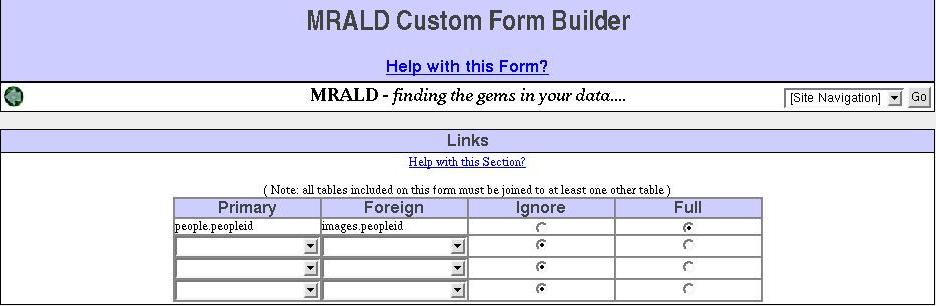 MRALD Custom Form Builder
Help with this Form?
MRALD - finding the gems in your data....
[Site Navigation] Go
Links
Help with this Section?
( Note: all tables included on this form must be joined to at least one other table )
Primary Foreign Ignore Full
people.peopleid images.peopleid